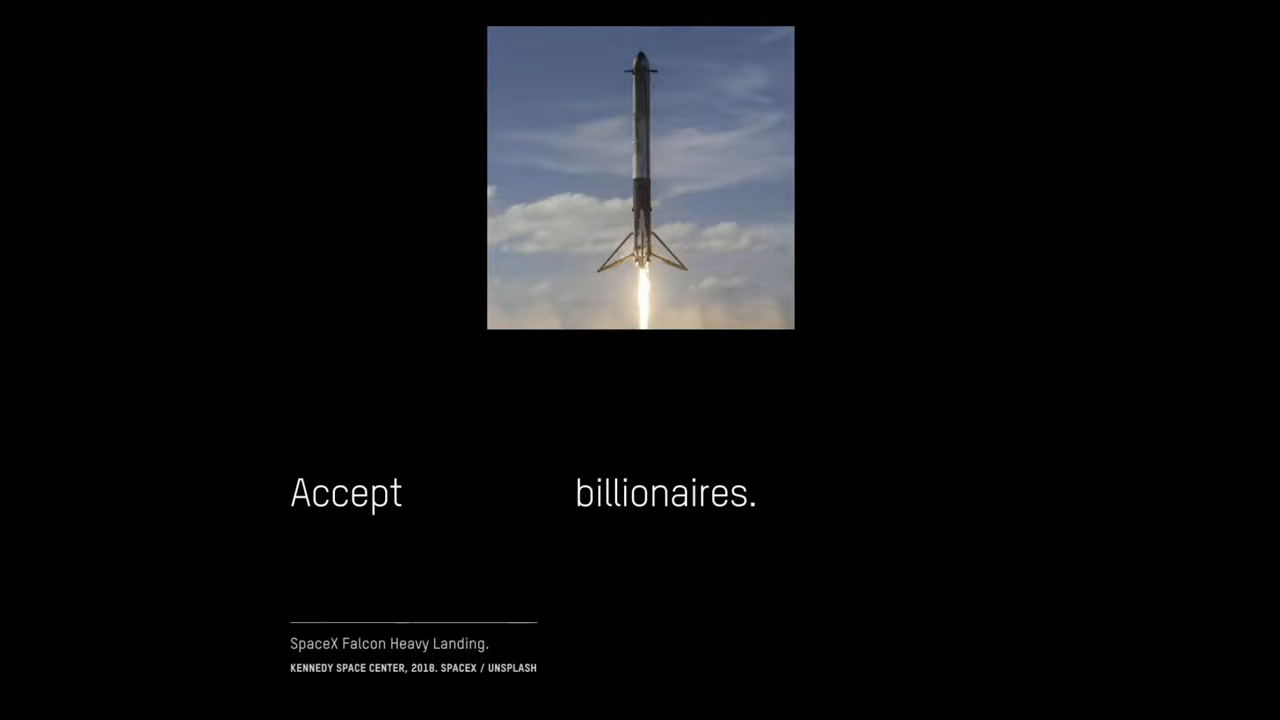 Accept billionaires.
SpaceX Falcon Heavy Landing.
KENNEDY SPACE CENTER, 2018. SPACEX / UNSPLASH